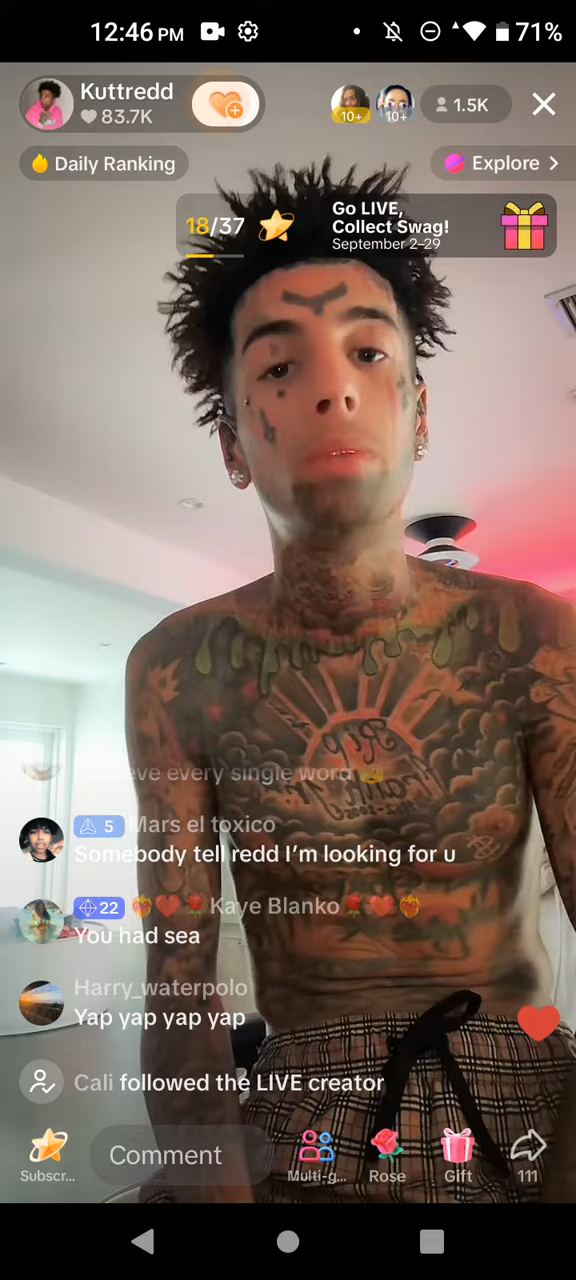 12:46 PM
71%
Kuttredd
83.7K
10+
10+
1.5K
Daily Ranking
Explore >
18/37
Go LIVE,
Collect Swag!
September 2-29
eve every single word
5 Mars el toxico
Somebody tell redd I'm looking for u
22 Kaye Blanko
You had sea
Harry_waterpolo
Yap yap yap yap
Cali followed the LIVE creator
Subscr...
Comment
Multi-g...
Rose
Gift
111
Rip
Frank Jr.